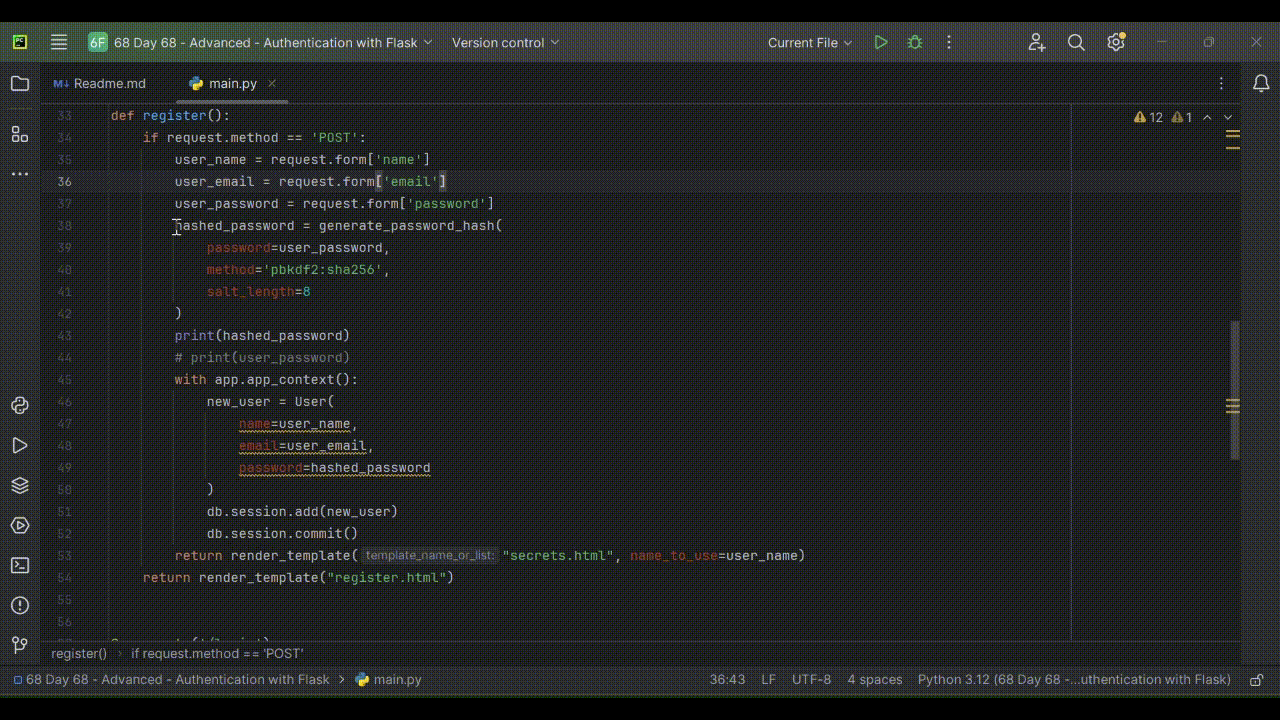 6F 68 Day 68 - Advanced - Authentication with Flask Version control Current File
M↓ Readme.md main.py
12 1
33 def register():
34 if request.method == 'POST':
35 user_name = request.form['name']
36 user_email = request.form['email']
37 user_password = request.form['password']
38 hashed_password = generate_password_hash(
39 password=user_password,
40 method='pbkdf2:sha256',
41 salt_length=8
42 )
43 print(hashed_password)
44 # print(user_password)
45 with app.app_context():
46 new_user = User(
47 name=user_name,
48 email=user_email,
49 password=hashed_password
50 )
51 db.session.add(new_user)
52 db.session.commit()
53 return render_template( template_name_or_list: "secrets.html", name_to_use=user_name)
54 return render_template("register.html")
55
56
register() › if request.method == 'POST'
68 Day 68 - Advanced - Authentication with Flask > main.py 36:43 LF UTF-8 4 spaces Python 3.12 (68 Day 68 -...uthentication with Flask)